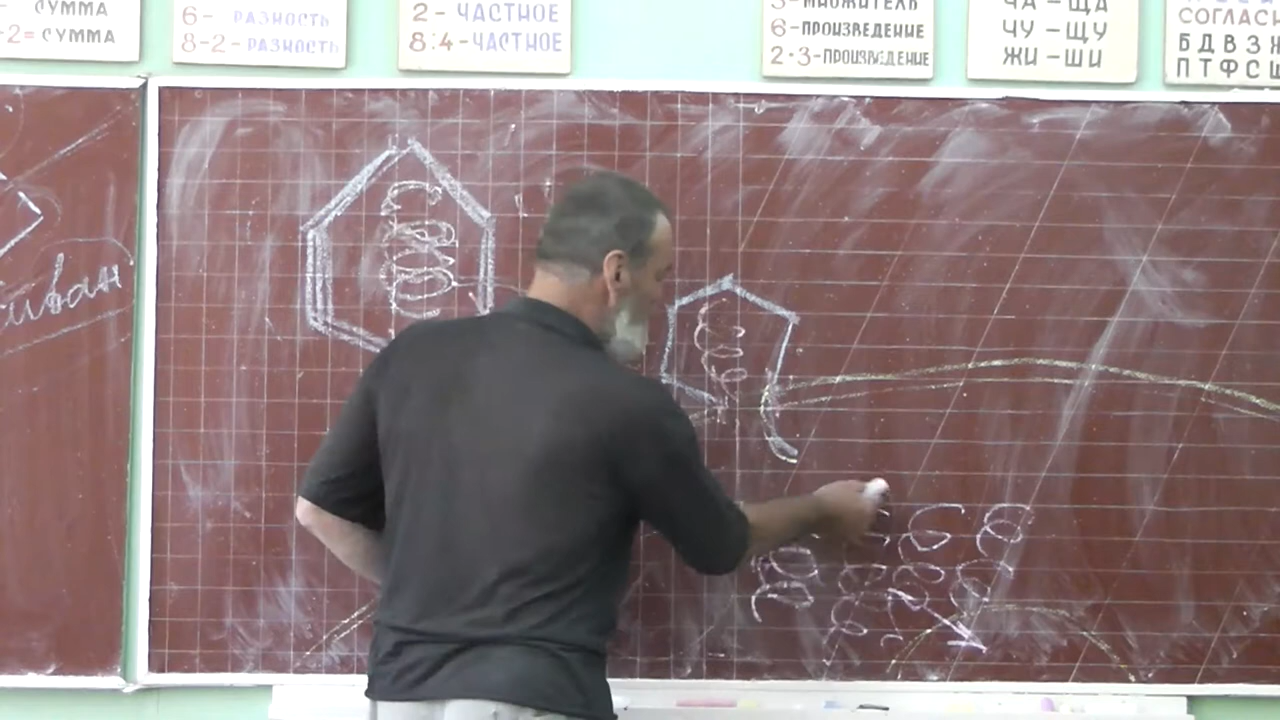 СУММА
-2= СУММА
6 - РАЗНОСТЬ
8-2-РАЗНОСТЬ
2 - ЧАСТНОЕ
8:4-ЧАСТНОЕ
3-МНОЖИТЕЛЬ
6-ПРОИЗВЕДЕНИЕ
2·3-ПРОИЗВЕДЕНИЕ
ЧА-ЩА
ЧУ-ЩУ
ЖИ-ШИ
Б Д В З
П Т Ф С